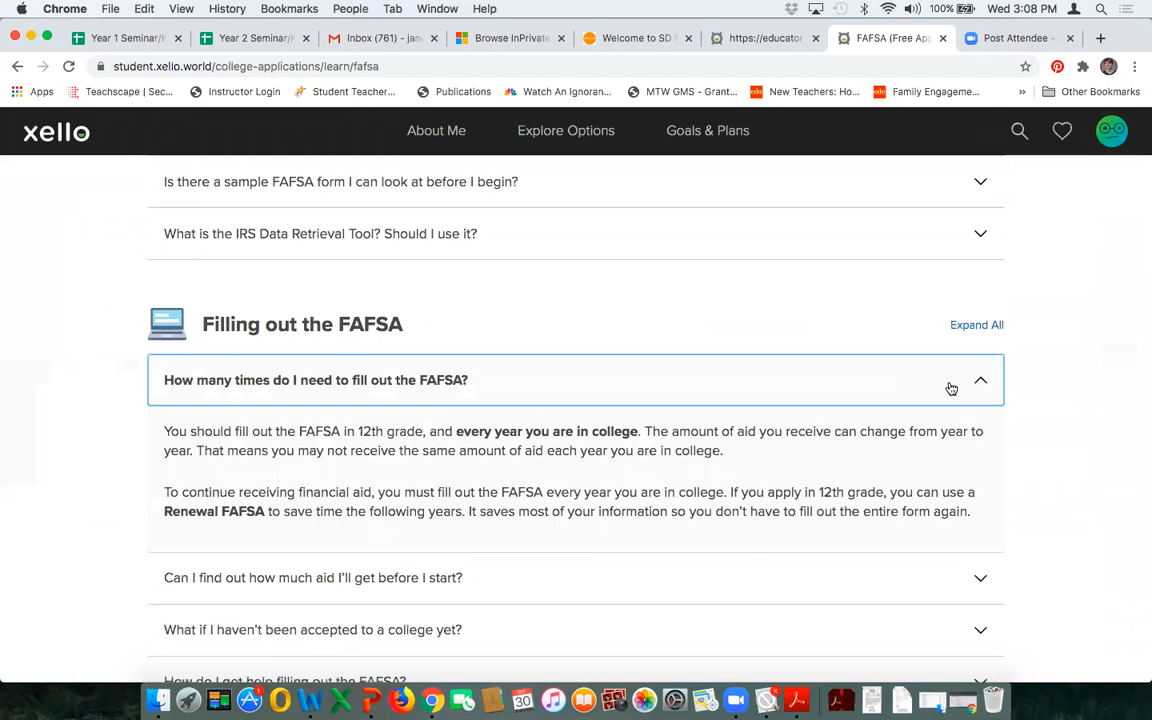 Chrome File Edit View History Bookmarks People Tab Window Help 100% Wed 3:08 PM
Year 1 Seminar/ Year 2 Seminar/ Inbox (761) - jan Browse InPrivate Welcome to SD https://educator FAFSA (Free App Post Attendee -
student.xello.world/college-applications/learn/fafsa
Apps Teachscape | Sec... Instructor Login Student Teacher... Publications Watch An Ignoran... MTW GMS - Grant... New Teachers: Ho... Family Engageme... » Other Bookmarks
xello About Me Explore Options Goals & Plans
Is there a sample FAFSA form I can look at before I begin?
What is the IRS Data Retrieval Tool? Should I use it?
Filling out the FAFSA Expand All
How many times do I need to fill out the FAFSA?
You should fill out the FAFSA in 12th grade, and every year you are in college. The amount of aid you receive can change from year to
year. That means you may not receive the same amount of aid each year you are in college.
To continue receiving financial aid, you must fill out the FAFSA every year you are in college. If you apply in 12th grade, you can use a
Renewal FAFSA to save time the following years. It saves most of your information so you don't have to fill out the entire form again.
Can I find out how much aid I'll get before I start?
What if I haven't been accepted to a college yet?
How do I get help filling out the FAFSA?
30